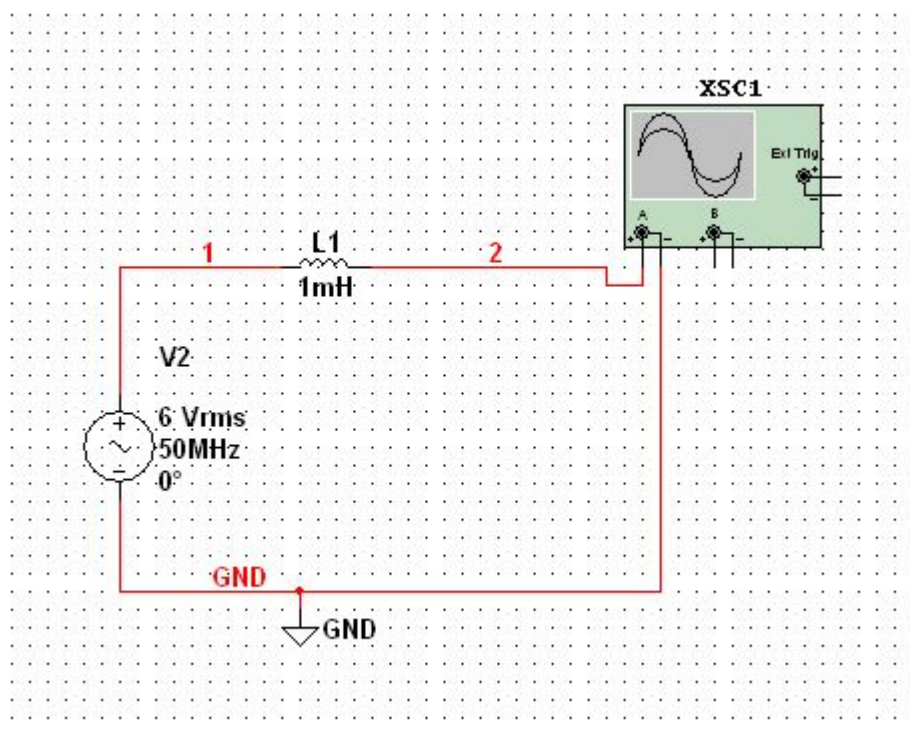 XSC1
Ext Trig
+
−
A
B
+ −
+ −
1
L1
2
1mH
V2
+
6 Vrms
50MHz
−
0°
GND
GND